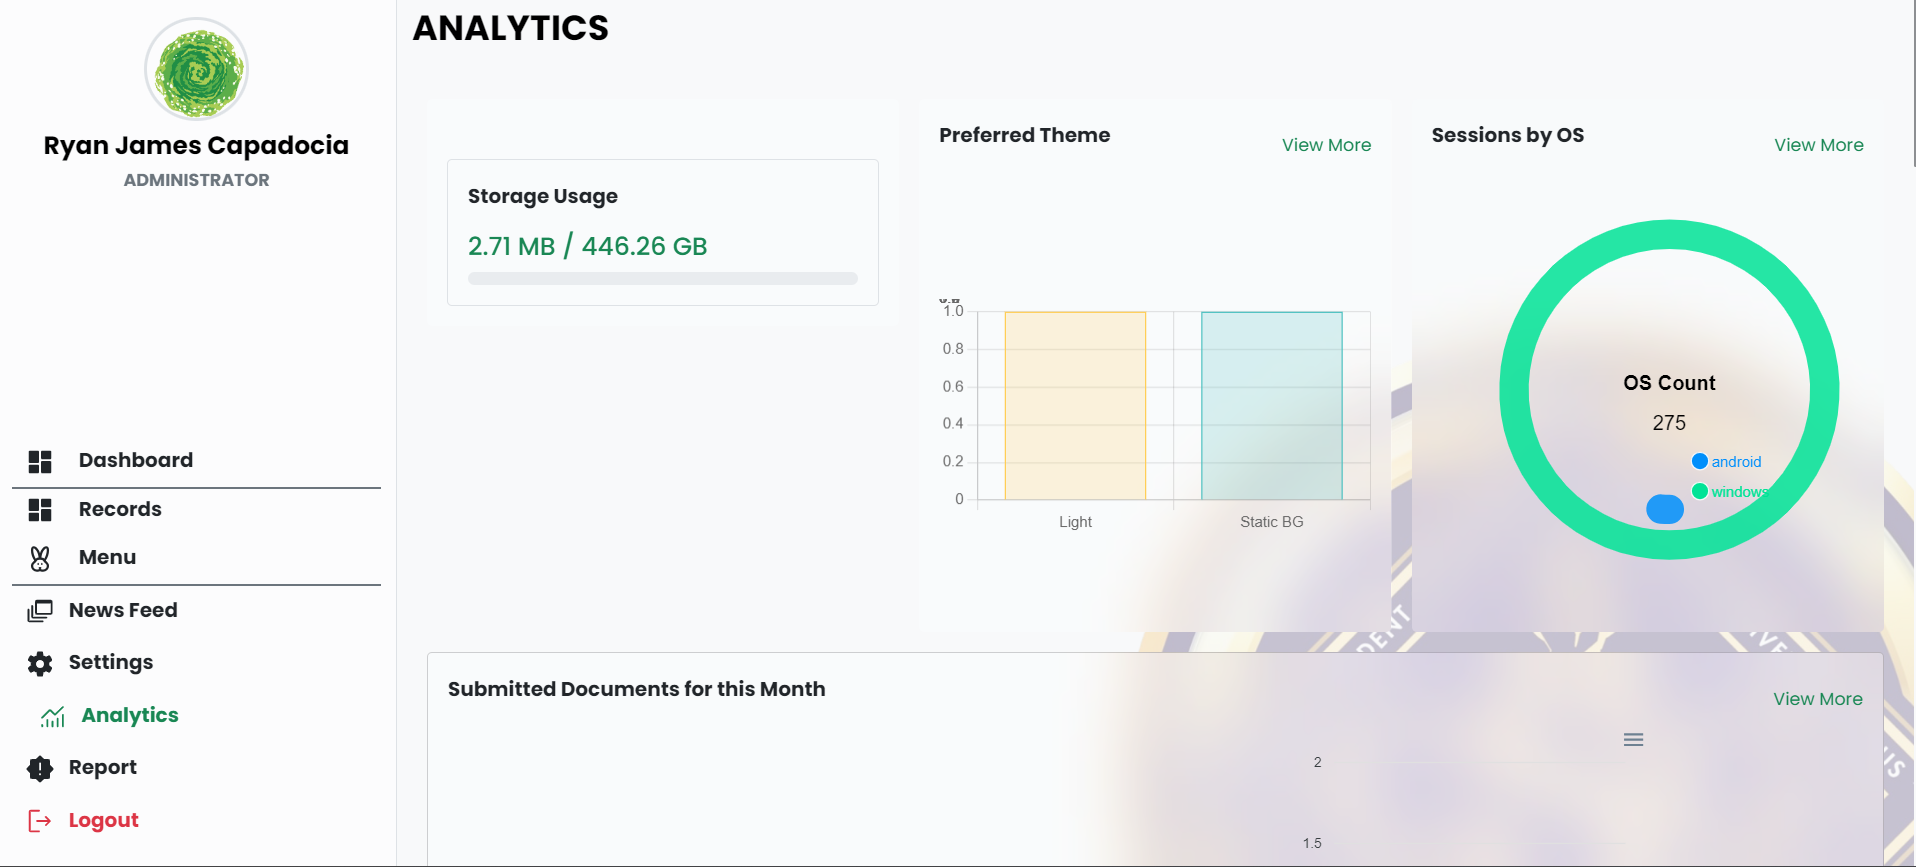 Ryan James Capadocia
ADMINISTRATOR
Dashboard
Records
Menu
News Feed
Settings
Analytics
Report
Logout
ANALYTICS
Storage Usage
2.71 MB / 446.26 GB
Preferred Theme
View More
1.0
0.8
0.6
0.4
0.2
0
Light
Static BG
Sessions by OS
View More
OS Count
275
android
windows
DENT
IVE
US
Submitted Documents for this Month
View More
2
1.5